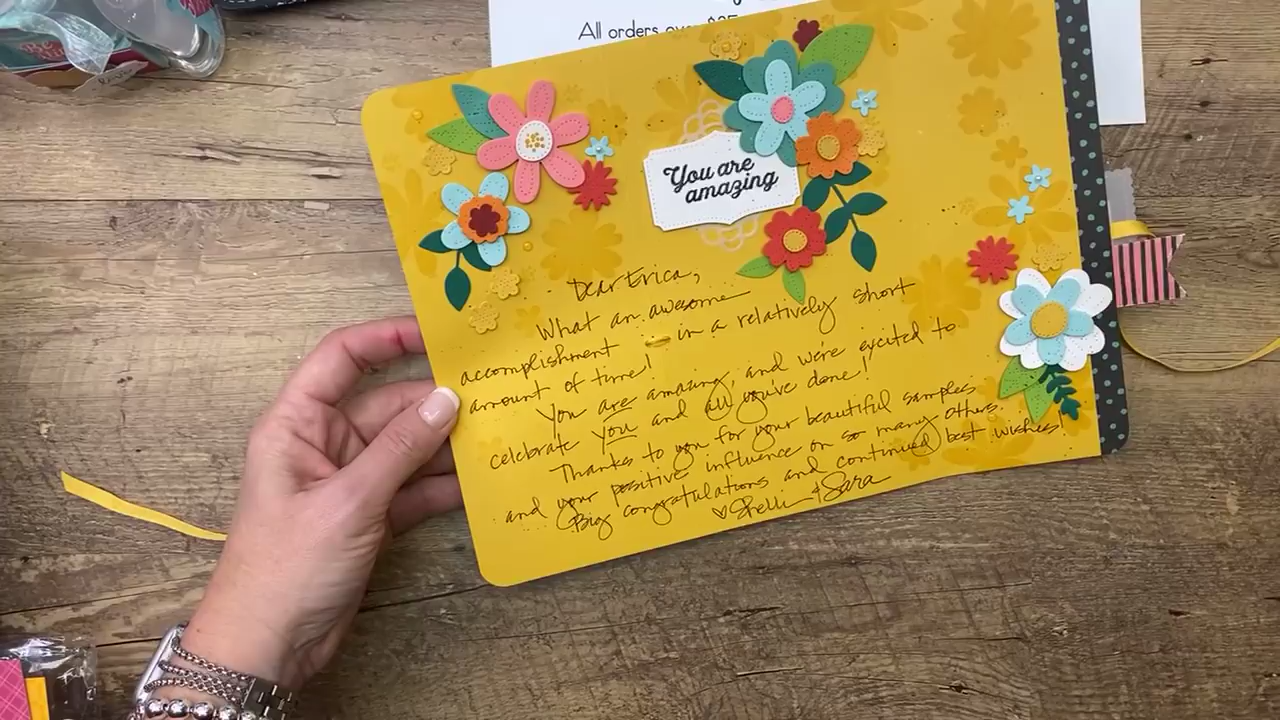 All orders over $25
You are
amazing
Dear Erica,
What an awesome
accomplishment in a relatively short
amount of time!
You are amazing, and we're excited to
celebrate you and all you've done!
Thanks to you for your beautiful samples
and your positive influence on so many others.
Big congratulations and continued best wishes!
♡ Shelli & Sara